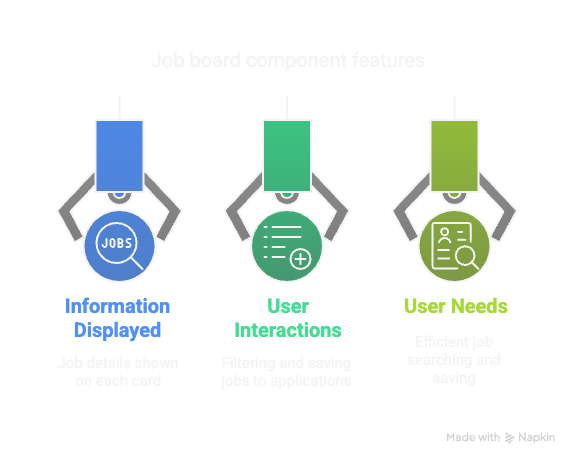 Job board component features
JOBS
Information
Displayed
Job details shown
on each card
User
Interactions
Filtering and saving
jobs to applications
User Needs
Efficient job
searching and
saving
Made with Napkin